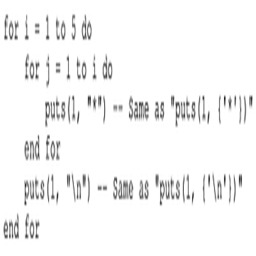 for i = 1 to 5 do
    for j = 1 to i do
        puts(1, "*") -- Same as "puts(1, {'*'})"
    end for
    puts(1, "\n") -- Same as "puts(1, {'\n'})"
end for